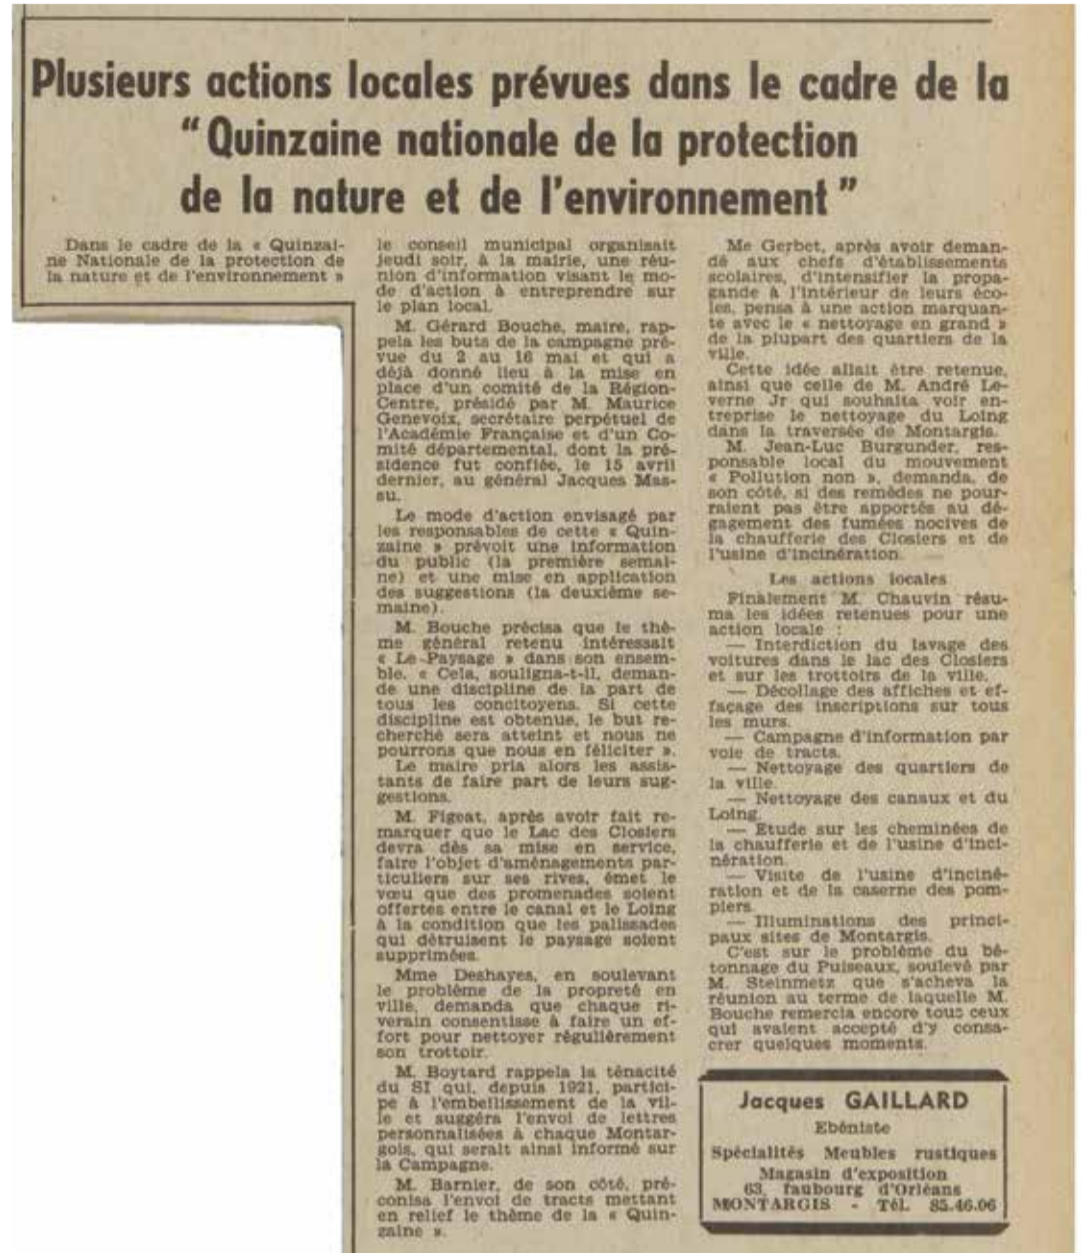 Plusieurs actions locales prévues dans le cadre de la
“Quinzaine nationale de la protection
de la nature et de l'environnement”
Dans le cadre de la « Quinzai-
ne Nationale de la protection de
la nature et de l'environnement »
le conseil municipal organisait
jeudi soir, à la mairie, une réu-
nion d'information visant le mo-
de d'action à entreprendre sur
le plan local.
M. Gérard Bouche, maire, rap-
pela les buts de la campagne pré-
vue du 2 au 16 mai et qui a
déjà donné lieu à la mise en
place d'un comité de la Région-
Centre, présidé par M. Maurice
Genevoix, secrétaire perpétuel de
l'Académie Française et d'un Co-
mité départemental, dont la pré-
sidence fut confiée, le 15 avril
dernier, au général Jacques Mas-
su.
Le mode d'action envisagé par
les responsables de cette « Quin-
zaine » prévoit une information
du public (la première semai-
ne) et une mise en application
des suggestions (la deuxième se-
maine).
M. Bouche précisa que le thè-
me général retenu intéressait
« Le Paysage » dans son ensem-
ble. « Cela, souligna-t-il, deman-
de une discipline de la part de
tous les concitoyens. Si cette
discipline est obtenue, le but re-
cherché sera atteint et nous ne
pourrons que nous en féliciter ».
Le maire pria alors les assis-
tants de faire part de leurs sug-
gestions.
M. Figeat, après avoir fait re-
marquer que le Lac des Closiers
devra dès sa mise en service,
faire l'objet d'aménagements par-
ticuliers sur ses rives, émet le
vœu que des promenades soient
offertes entre le canal et le Loing
à la condition que les palissades
qui détruisent le paysage soient
supprimées.
Mme Deshayes, en soulevant
le problème de la propreté en
ville, demanda que chaque ri-
verain consentisse à faire un ef-
fort pour nettoyer régulièrement
son trottoir.
M. Boytard rappela la ténacité
du SI qui, depuis 1921, partici-
pe à l'embellissement de la vil-
le et suggéra l'envoi de lettres
personnalisées à chaque Montar-
gois, qui serait ainsi informé sur
la Campagne.
M. Barnier, de son côté, pré-
conisa l'envoi de tracts mettant
en relief le thème de la « Quin-
zaine ».
Me Gerbet, après avoir deman-
dé aux chefs d'établissements
scolaires, d'intensifier la propa-
gande à l'intérieur de leurs éco-
les, pensa à une action marquan-
te avec le « nettoyage en grand »
de la plupart des quartiers de la
ville.
Cette idée allait être retenue,
ainsi que celle de M. André Le-
verne Jr qui souhaita voir en-
treprise le nettoyage du Loing
dans la traversée de Montargis.
M. Jean-Luc Burgunder, res-
ponsable local du mouvement
« Pollution non », demanda, de
son côté, si des remèdes ne pour-
raient pas être apportés au dé-
gagement des fumées nocives de
la chaufferie des Closiers et de
l'usine d'incinération.
Les actions locales
Finalement M. Chauvin résu-
ma les idées retenues pour une
action locale :
— Interdiction du lavage des
voitures dans le lac des Closiers
et sur les trottoirs de la ville.
— Décollage des affiches et ef-
façage des inscriptions sur tous
les murs.
— Campagne d'information par
voie de tracts.
— Nettoyage des quartiers de
la ville.
— Nettoyage des canaux et du
Loing.
— Etude sur les cheminées de
la chaufferie et de l'usine d'inci-
nération.
— Visite de l'usine d'inciné-
ration et de la caserne des pom-
piers.
— Illuminations des princi-
paux sites de Montargis.
C'est sur le problème du bé-
tonnage du Puiseaux, soulevé par
M. Steinmetz que s'acheva la
réunion au terme de laquelle M.
Bouche remercia encore tous ceux
qui avaient accepté d'y consa-
crer quelques moments.
Jacques GAILLARD
Ebéniste
Spécialités Meubles rustiques
Magasin d'exposition
63, faubourg d'Orléans
MONTARGIS - Tél. 85.46.06